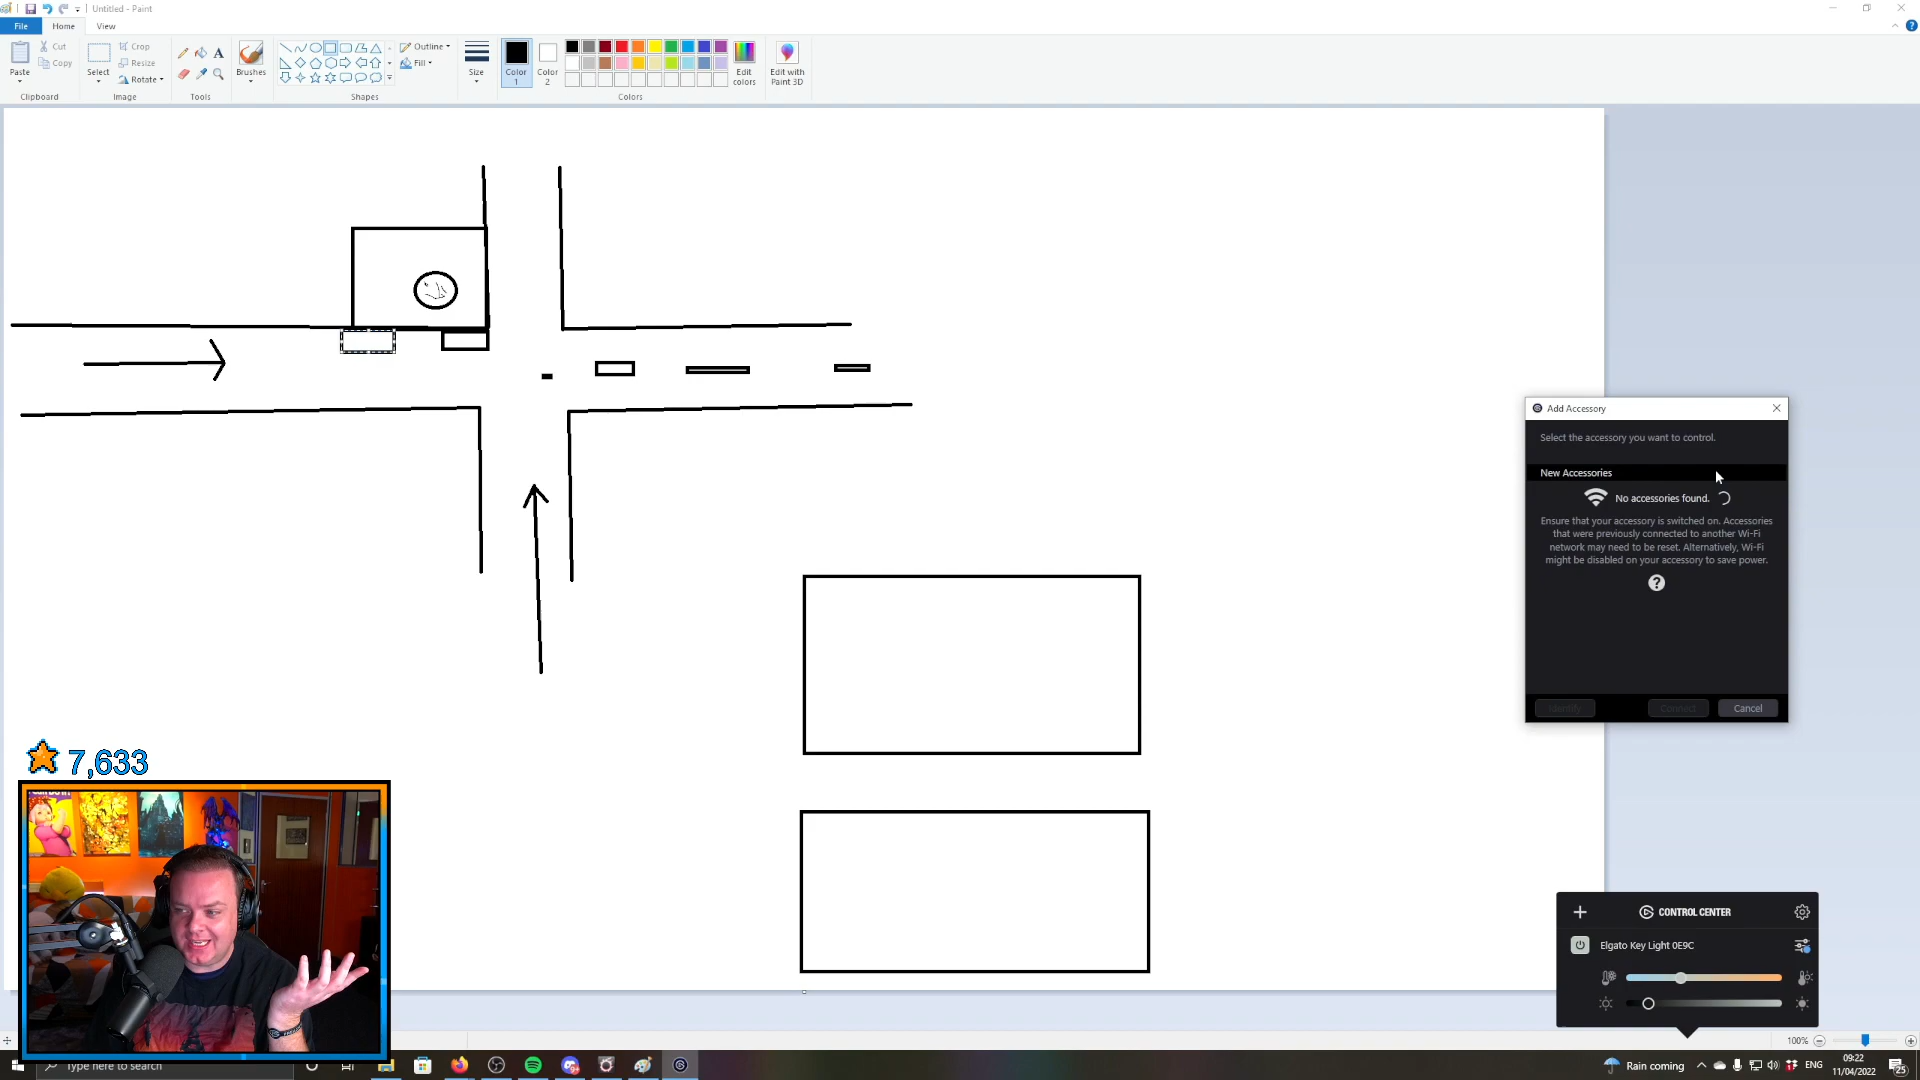 Untitled - Paint
File
Home
View
Paste
Cut
Copy
Clipboard
Select
Crop
Resize
Rotate
Image
Tools
Brushes
Outline
Fill
Shapes
Size
Color
1
Color
2
Edit
colors
Colors
Edit with
Paint 3D
Add Accessory
Select the accessory you want to control.
New Accessories
No accessories found.
Ensure that your accessory is switched on. Accessories
that were previously connected to another Wi-Fi
network may need to be reset. Alternatively, Wi-Fi
might be disabled on your accessory to save power.
?
Identify
Connect
Cancel
7,633
CONTROL CENTER
Elgato Key Light 0E9C
100%
Type here to search
Rain coming
ENG
09:22
11/04/2022
25